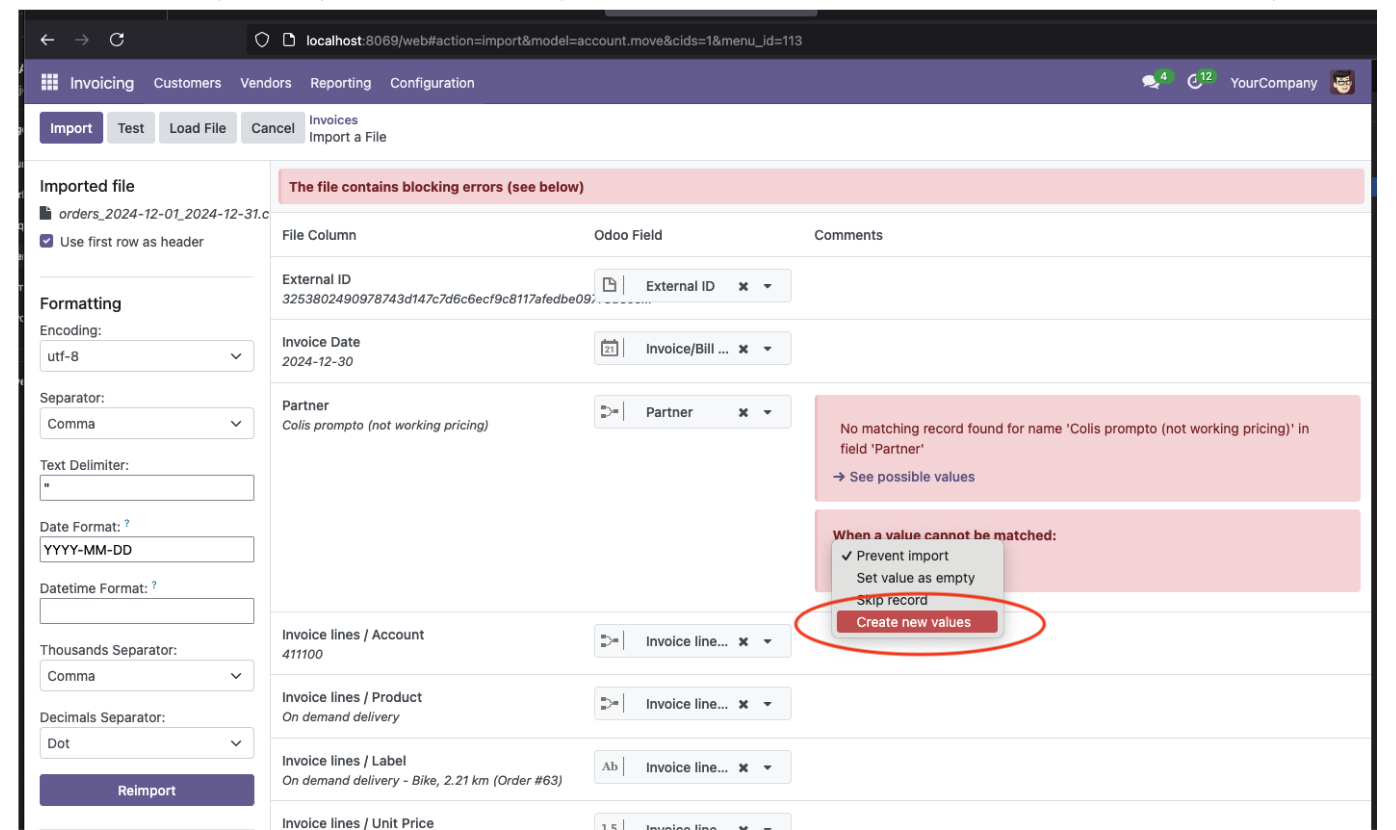 localhost:8069/web#action=import&model=account.move&cids=1&menu_id=113
Invoicing Customers Vendors Reporting Configuration 4 12 YourCompany
Import Test Load File Cancel Invoices
Import a File
Imported file
orders_2024-12-01_2024-12-31.c
Use first row as header
Formatting
Encoding:
utf-8
Separator:
Comma
Text Delimiter:
"
Date Format: ?
YYYY-MM-DD
Datetime Format: ?
Thousands Separator:
Comma
Decimals Separator:
Dot
Reimport
The file contains blocking errors (see below)
File Column Odoo Field Comments
External ID
External ID
Invoice Date
2024-12-30
21 Invoice/Bill ...
Partner
Colis prompto (not working pricing)
Partner
No matching record found for name 'Colis prompto (not working pricing)' in
field 'Partner'
→ See possible values
When a value cannot be matched:
✓ Prevent import
Set value as empty
Skip record
Create new values
Invoice lines / Account
411100
Invoice line...
Invoice lines / Product
On demand delivery
Invoice line...
Invoice lines / Label
On demand delivery - Bike, 2.21 km (Order #63)
Ab Invoice line...
Invoice lines / Unit Price